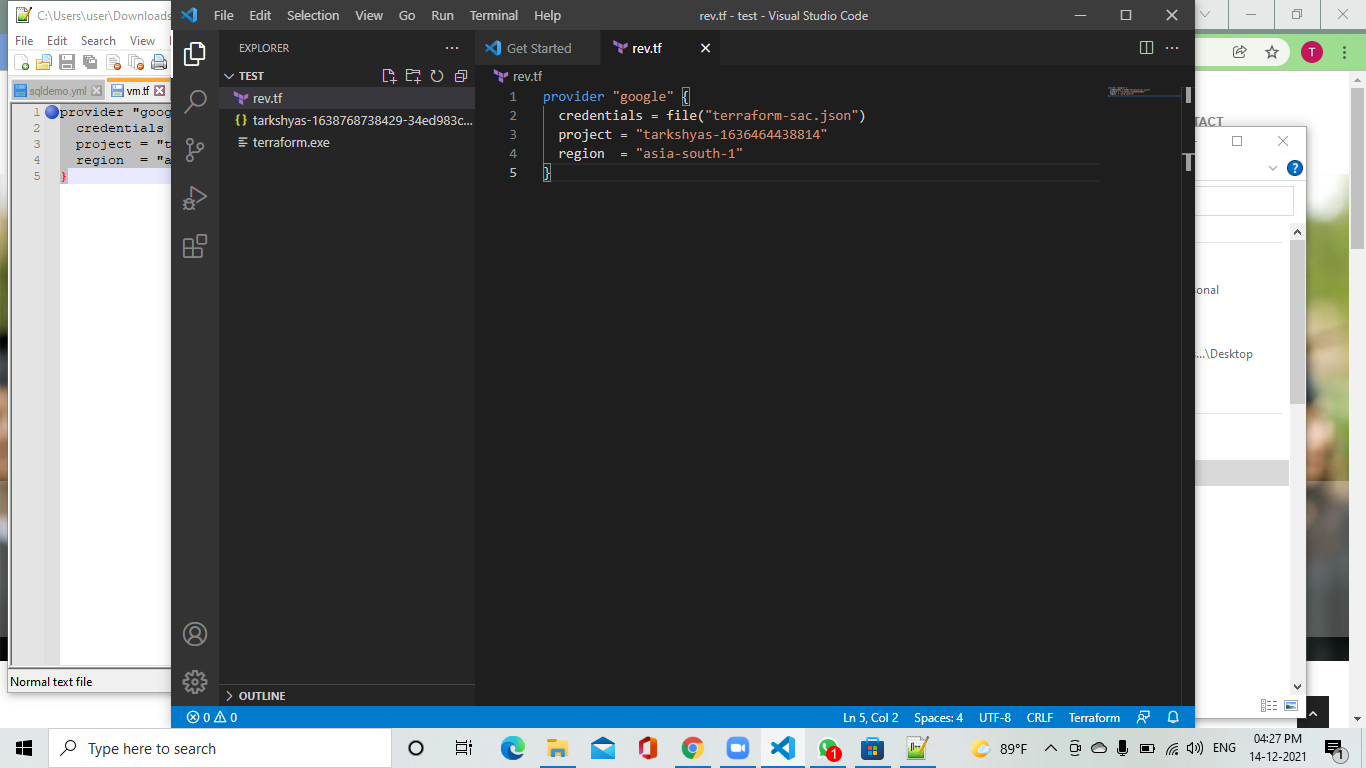 C:\Users\user\Downloads
File Edit Search View
sqldemo.yml vm.tf
1 provider "goog
2 credentials
3 project = "t
4 region = "a
5 }
Normal text file
File Edit Selection View Go Run Terminal Help
rev.tf - test - Visual Studio Code
EXPLORER
TEST
rev.tf
{} tarkshyas-1638768738429-34ed983c...
terraform.exe
OUTLINE
Get Started rev.tf
rev.tf
1 provider "google" {
2 credentials = file("terraform-sac.json")
3 project = "tarkshyas-1636464438814"
4 region = "asia-south-1"
5 }
0 0
Ln 5, Col 2 Spaces: 4 UTF-8 CRLF Terraform
T
TACT
?
sonal
s...\Desktop
Type here to search
1
89°F
ENG
04:27 PM
14-12-2021
1